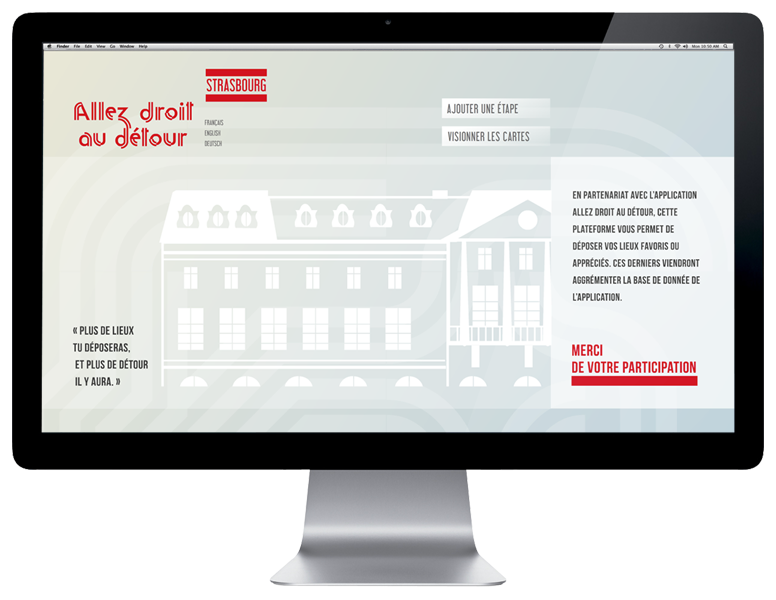 Finder File Edit View Go Window Help
Mon 10:50 AM
STRASBOURG
Allez droit
au détour
FRANÇAIS
ENGLISH
DEUTSCH
AJOUTER UNE ÉTAPE
VISIONNER LES CARTES
EN PARTENARIAT AVEC L'APPLICATION
ALLEZ DROIT AU DÉTOUR, CETTE
PLATEFORME VOUS PERMET DE
DÉPOSER VOS LIEUX FAVORIS OU
APPRÉCIÉS. CES DERNIERS VIENDRONT
AGGRÉMENTER LA BASE DE DONNÉE DE
L'APPLICATION.
« PLUS DE LIEUX
TU DÉPOSERAS,
ET PLUS DE DÉTOUR
IL Y AURA. »
MERCI
DE VOTRE PARTICIPATION